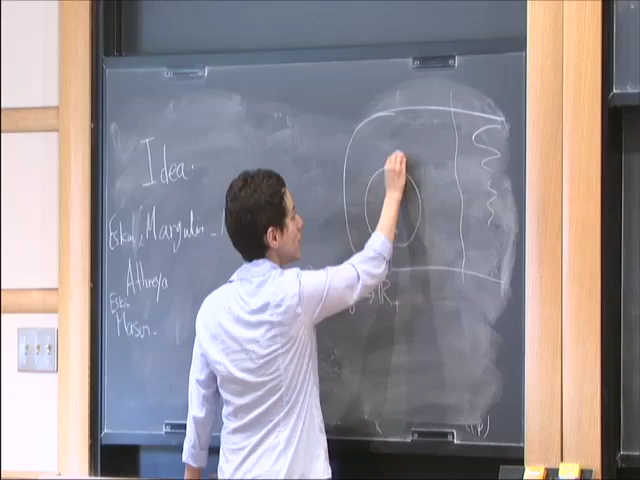 Idea.
Eskin, Margulis -
Athreya
Eskin
Masur.
→ ℝ+